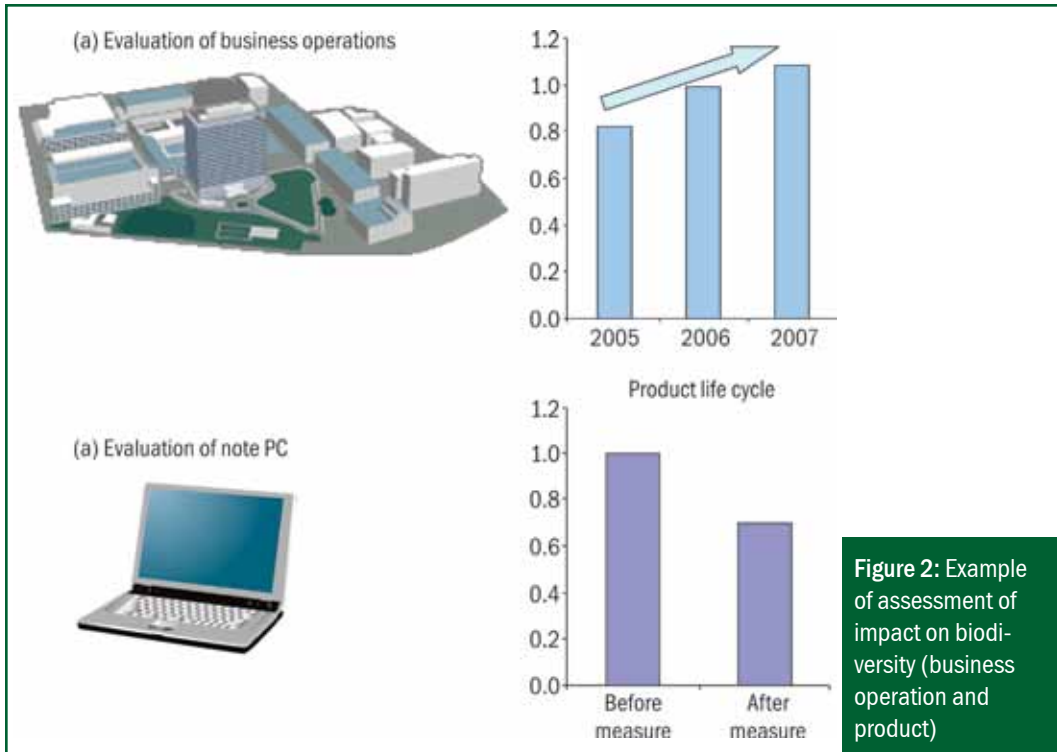 (a) Evaluation of business operations
1.2
1.0
0.8
0.6
0.4
0.2
0.0
2005 2006 2007
Product life cycle
(a) Evaluation of note PC
1.2
1.0
0.8
0.6
0.4
0.2
0.0
Before After
measure measure
Figure 2: Example
of assessment of
impact on biodi-
versity (business
operation and
product)